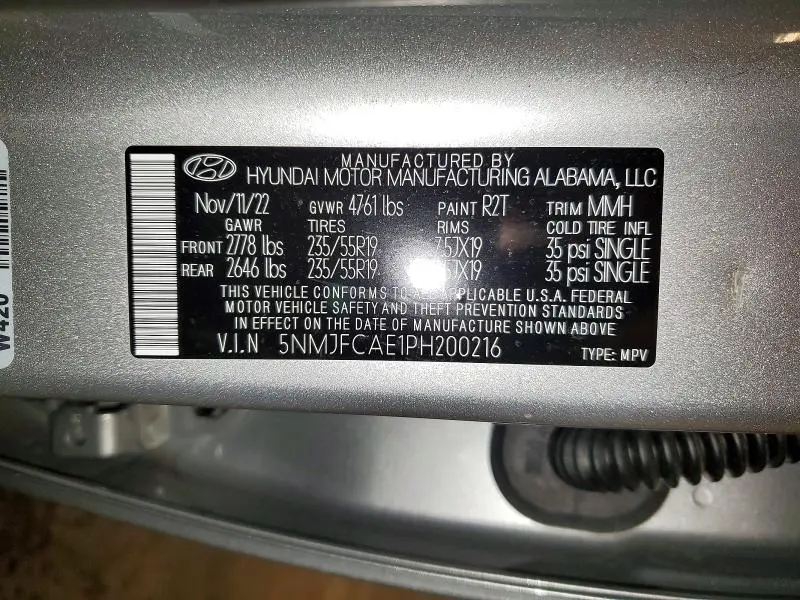 MANUFACTURED BY
HYUNDAI MOTOR MANUFACTURING ALABAMA, LLC
Nov/11/22 GVWR 4761 lbs PAINT R2T TRIM MMH
GAWR TIRES RIMS COLD TIRE INFL
FRONT 2778 lbs 235/55R19 7.5JX19 35 psi SINGLE
REAR 2646 lbs 235/55R19 35 psi SINGLE
THIS VEHICLE CONFORMS TO ALL APPLICABLE U.S.A. FEDERAL
MOTOR VEHICLE SAFETY AND THEFT PREVENTION STANDARDS
IN EFFECT ON THE DATE OF MANUFACTURE SHOWN ABOVE
V.I.N 5NMJFCAE1PH200216 TYPE: MPV
W420